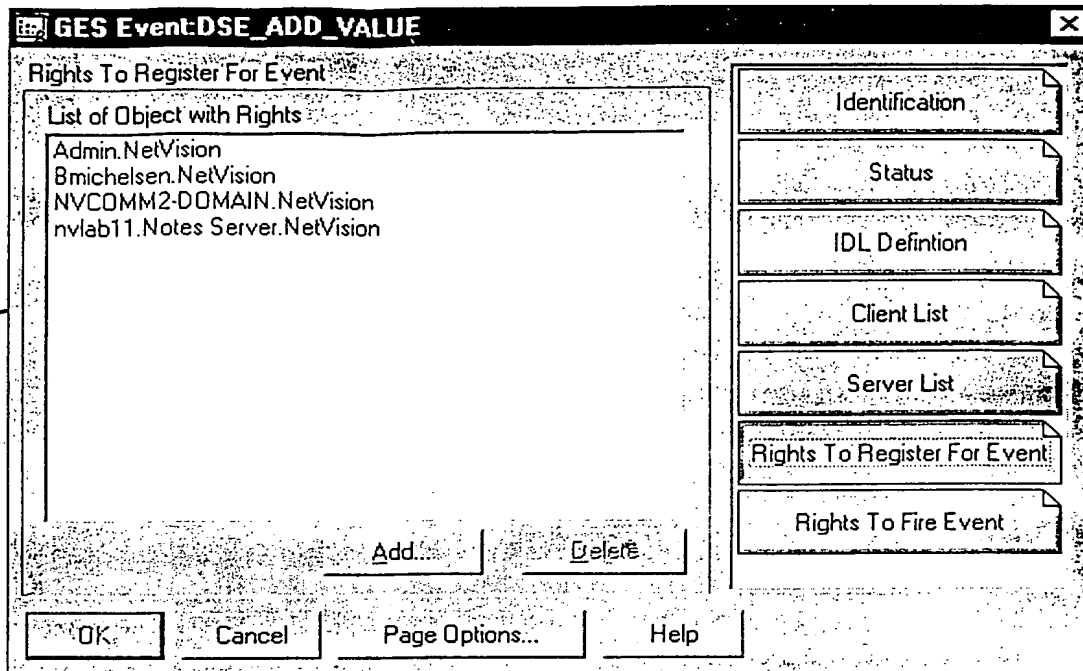 GES Event:DSE_ADD_VALUE
Rights To Register For Event
List of Object with Rights
Admin.NetVision
Bmichelsen.NetVision
NVCOMM2-DOMAIN.NetVision
nvlab11.Notes Server.NetVision
Add...
Delete
Identification
Status
IDL Defintion
Client List
Server List
Rights To Register For Event
Rights To Fire Event
OK
Cancel
Page Options...
Help